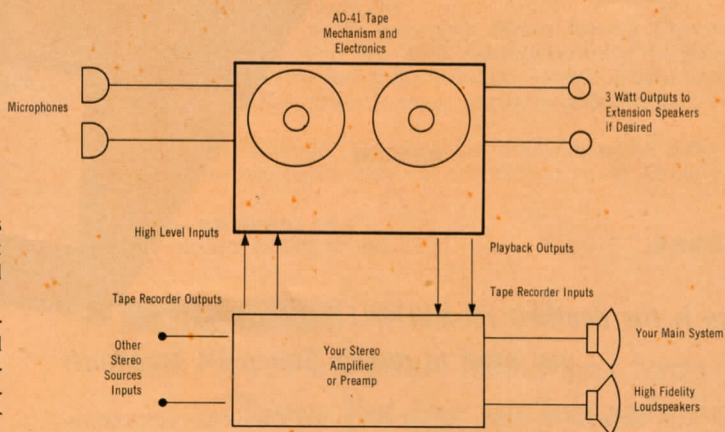 AD-41 Tape
Mechanism and
Electronics
Microphones
3 Watt Outputs to
Extension Speakers
if Desired
High Level Inputs
Playback Outputs
Tape Recorder Outputs
Tape Recorder Inputs
Other
Stereo
Sources
Inputs
Your Stereo
Amplifier
or Preamp
Your Main System
High Fidelity
Loudspeakers